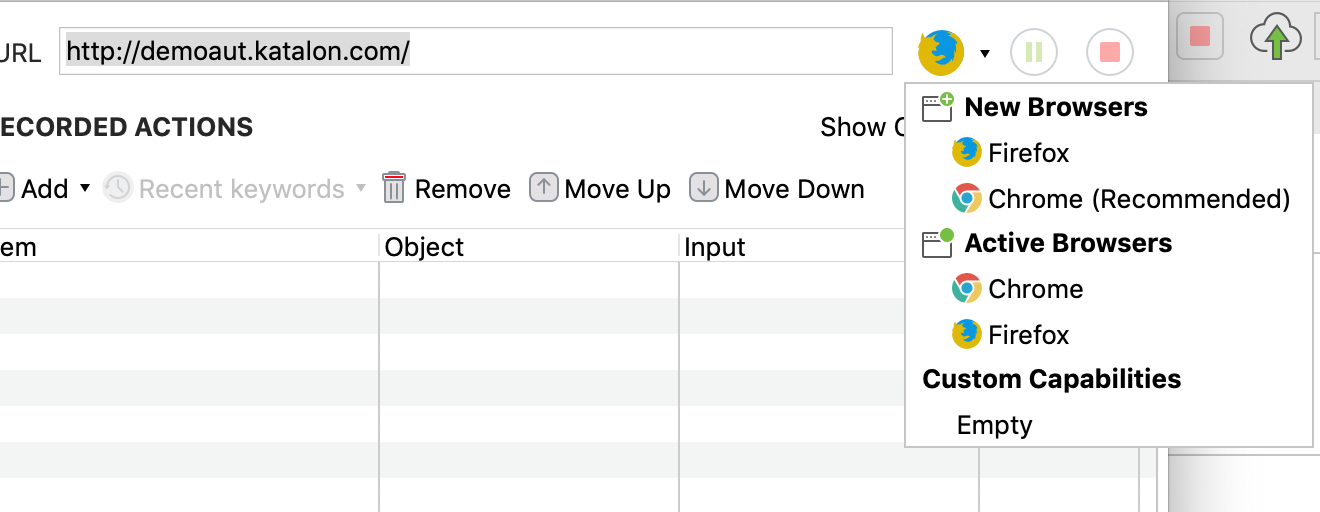 URL http://demoaut.katalon.com/
New Browsers
ECORDED ACTIONS Show
Firefox
Add Recent keywords Remove Move Up Move Down
Chrome (Recommended)
em Object Input
Active Browsers
Chrome
Firefox
Custom Capabilities
Empty